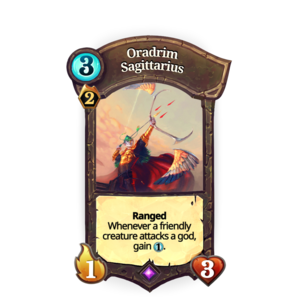 3
Oradrim
Sagittarius
2
Ranged
Whenever a friendly
creature attacks a god,
gain 1.
1
3